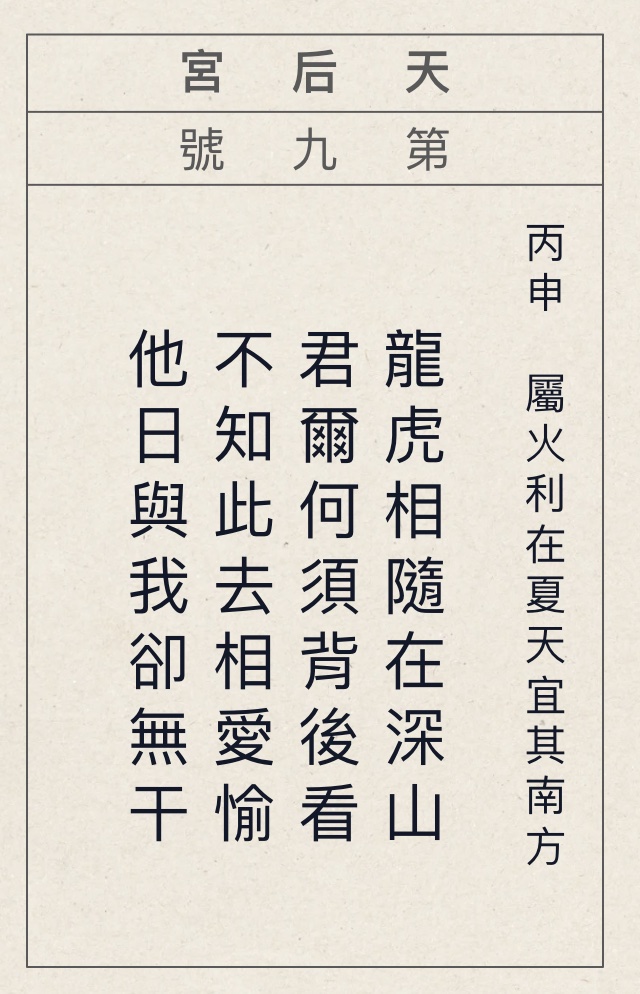 天后宮
第九號
丙申　屬火利在夏天宜其南方
龍虎相隨在深山
君爾何須背後看
不知此去相愛愉
他日與我卻無干